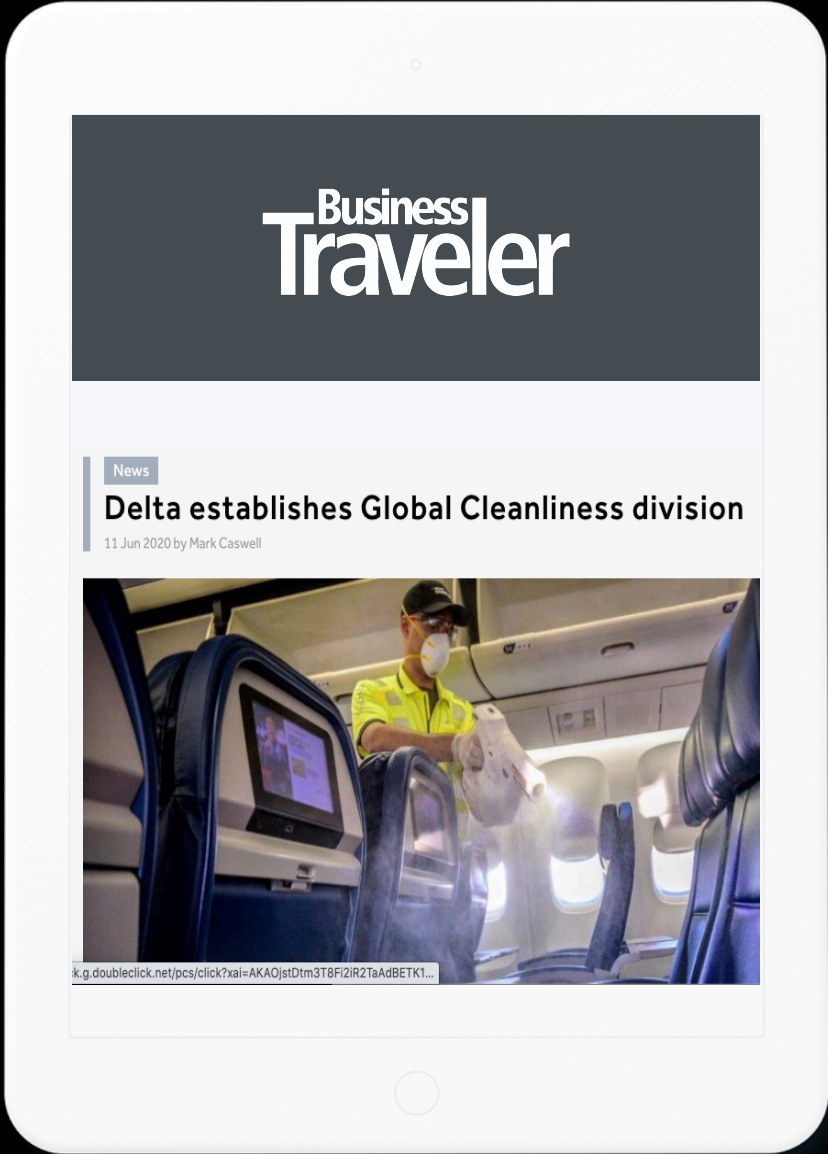 Business
Traveler
News
Delta establishes Global Cleanliness division
11 Jun 2020 by Mark Caswell
k.g.doubleclick.net/pcs/click?xai=AKAOjstDtm3T8Fi2iR2TaAdBETK1...